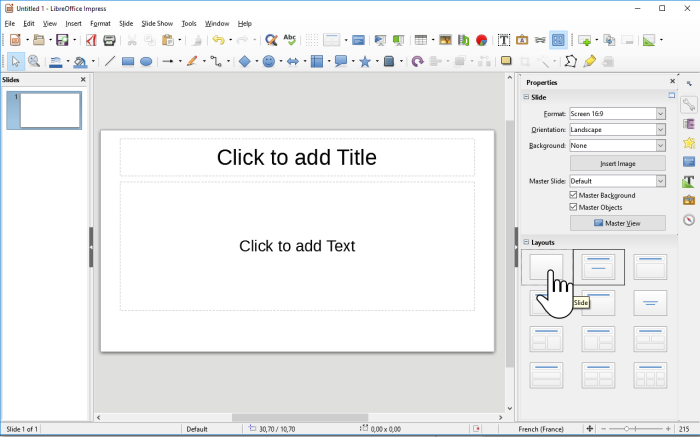 Untitled 1 - LibreOffice Impress
File Edit View Insert Format Slide Slide Show Tools Window Help
Slides
1
Click to add Title
Click to add Text
Properties
Slide
Format: Screen 16:9
Orientation: Landscape
Background: None
Insert Image
Master Slide: Default
Master Background
Master Objects
Master View
Layouts
Slide
Slide 1 of 1 Default 30,70 / 10,70 0,00 x 0,00 French (France) 215